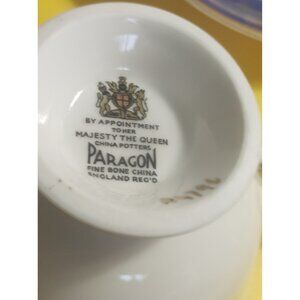 BY APPOINTMENT
TO HER
MAJESTY THE QUEEN
CHINA POTTERS
PARAGON
FINE BONE CHINA
ENGLAND REG'D